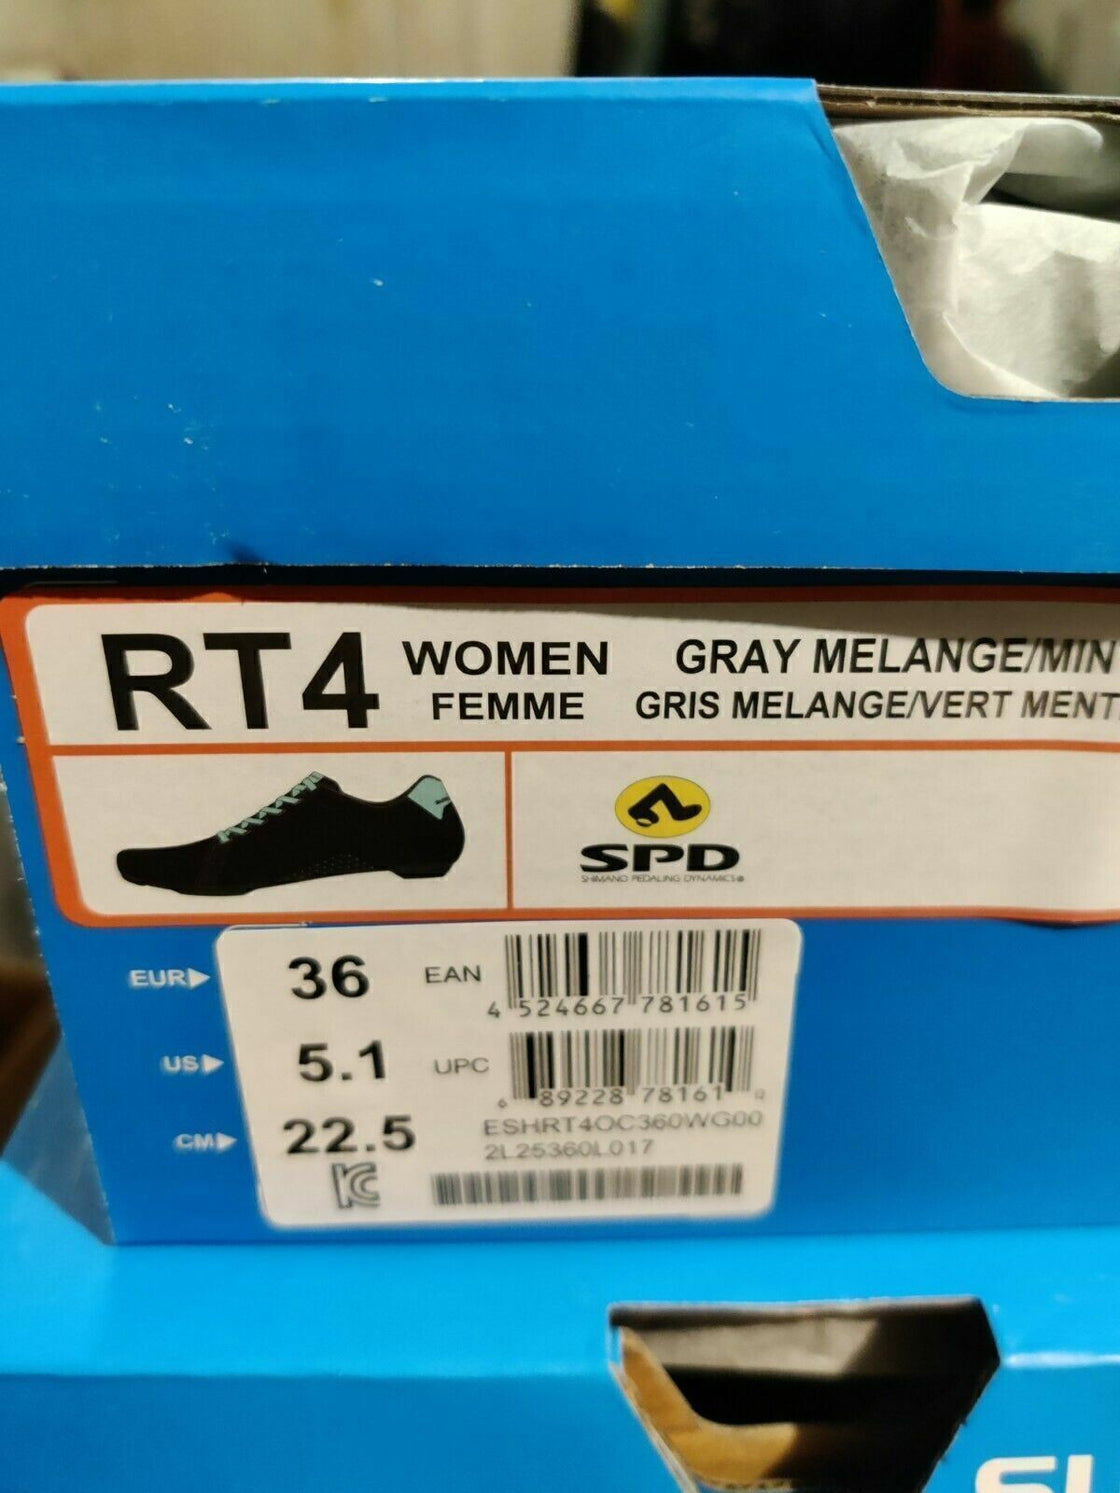 RT4 WOMEN GRAY MELANGE/MIN
FEMME GRIS MELANGE/VERT MENT
SPD
SHIMANO PEDALING DYNAMICS®
EUR 36 EAN
4 524667 781615
US 5.1 UPC
6 89228 78161
CM 22.5 ESHRT4OC360WG00
2L25360L017